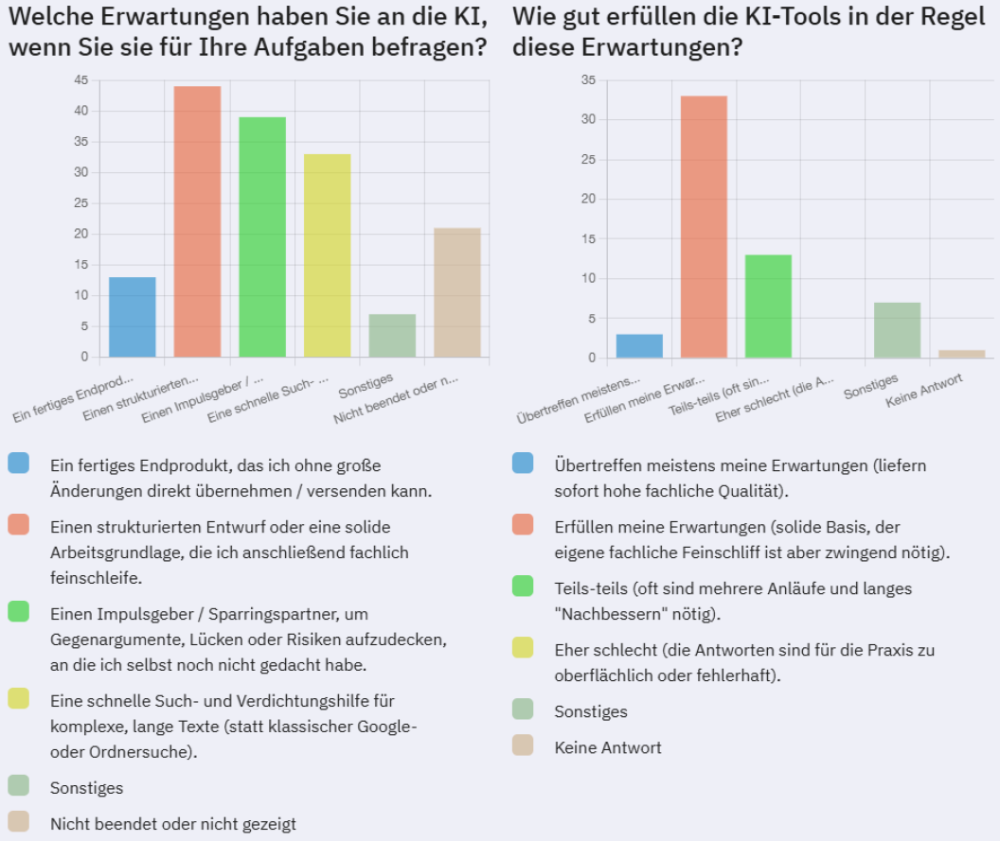 Welche Erwartungen haben Sie an die KI,
wenn Sie sie für Ihre Aufgaben befragen?
45
40
35
30
25
20
15
10
5
0
Ein fertiges Endprod...
Einen strukturierten...
Einen Impulsgeber / ...
Eine schnelle Such- ...
Sonstiges
Nicht beendet oder n...
Ein fertiges Endprodukt, das ich ohne große
Änderungen direkt übernehmen / versenden kann.
Einen strukturierten Entwurf oder eine solide
Arbeitsgrundlage, die ich anschließend fachlich
feinschleife.
Einen Impulsgeber / Sparringspartner, um
Gegenargumente, Lücken oder Risiken aufzudecken,
an die ich selbst noch nicht gedacht habe.
Eine schnelle Such- und Verdichtungshilfe für
komplexe, lange Texte (statt klassischer Google-
oder Ordnersuche).
Sonstiges
Nicht beendet oder nicht gezeigt
Wie gut erfüllen die KI-Tools in der Regel
diese Erwartungen?
35
30
25
20
15
10
5
0
Übertreffen meistens...
Erfüllen meine Erwar...
Teils-teils (oft sin...
Eher schlecht (die A...
Sonstiges
Keine Antwort
Übertreffen meistens meine Erwartungen (liefern
sofort hohe fachliche Qualität).
Erfüllen meine Erwartungen (solide Basis, der
eigene fachliche Feinschliff ist aber zwingend nötig).
Teils-teils (oft sind mehrere Anläufe und langes
"Nachbessern" nötig).
Eher schlecht (die Antworten sind für die Praxis zu
oberflächlich oder fehlerhaft).
Sonstiges
Keine Antwort